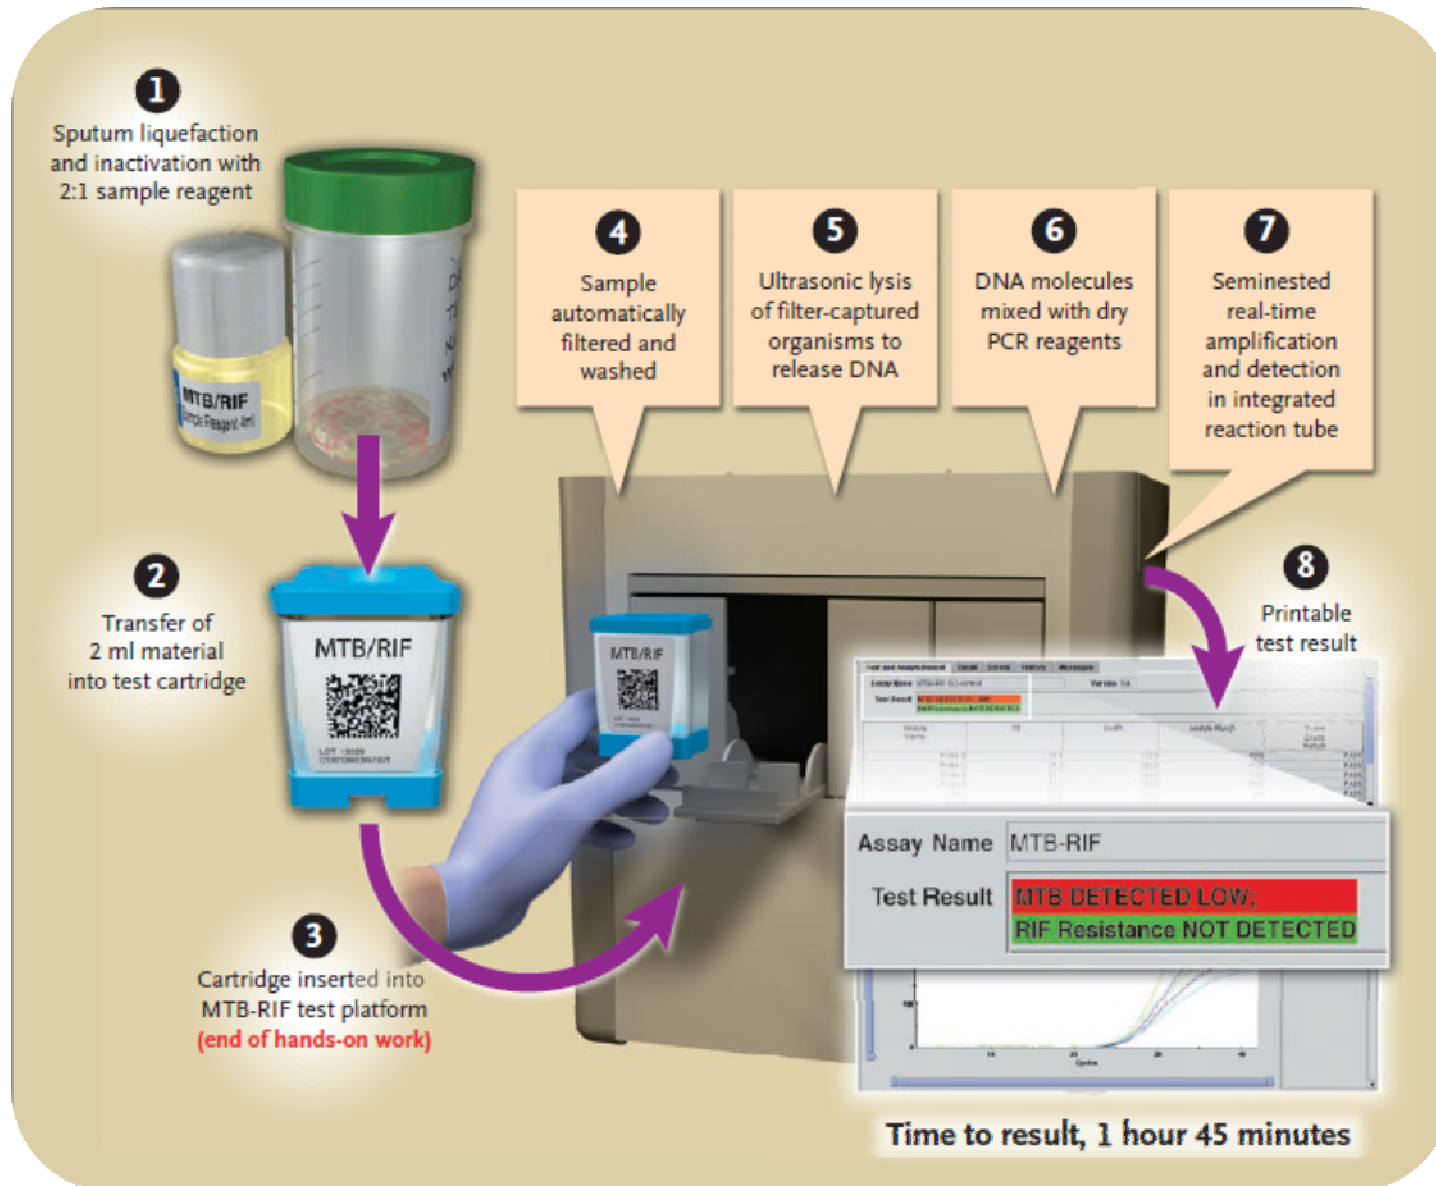 1
Sputum liquefaction
and inactivation with
2:1 sample reagent
MTB/RIF
Sample Reagent 4ml
2
Transfer of
2 ml material
into test cartridge
MTB/RIF
3
Cartridge inserted into
MTB-RIF test platform
(end of hands-on work)
4
Sample
automatically
filtered and
washed
5
Ultrasonic lysis
of filter-captured
organisms to
release DNA
6
DNA molecules
mixed with dry
PCR reagents
7
Seminested
real-time
amplification
and detection
in integrated
reaction tube
MTB/RIF
8
Printable
test result
Assay Name MTB-RIF
Test Result MTB DETECTED LOW;
RIF Resistance NOT DETECTED
Cycles
Time to result, 1 hour 45 minutes